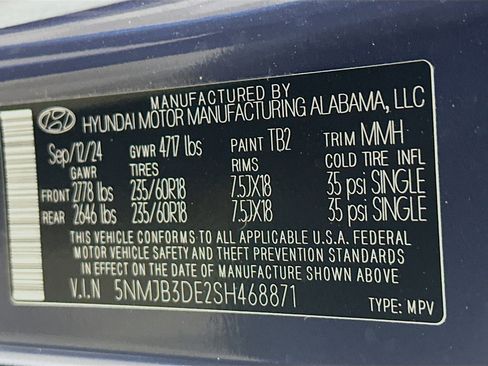 MANUFACTURED BY
HYUNDAI MOTOR MANUFACTURING ALABAMA, LLC
Sep/12/24 GVWR 4717 lbs PAINT TB2 TRIM MMH
GAWR TIRES RIMS COLD TIRE INFL
FRONT 2778 lbs 235/60R18 7.5JX18 35 psi SINGLE
REAR 2646 lbs 235/60R18 7.5JX18 35 psi SINGLE
THIS VEHICLE CONFORMS TO ALL APPLICABLE U.S.A. FEDERAL
MOTOR VEHICLE SAFETY AND THEFT PREVENTION STANDARDS
IN EFFECT ON THE DATE OF MANUFACTURE SHOWN ABOVE.
V.I.N 5NMJB3DE2SH468871 TYPE: MPV